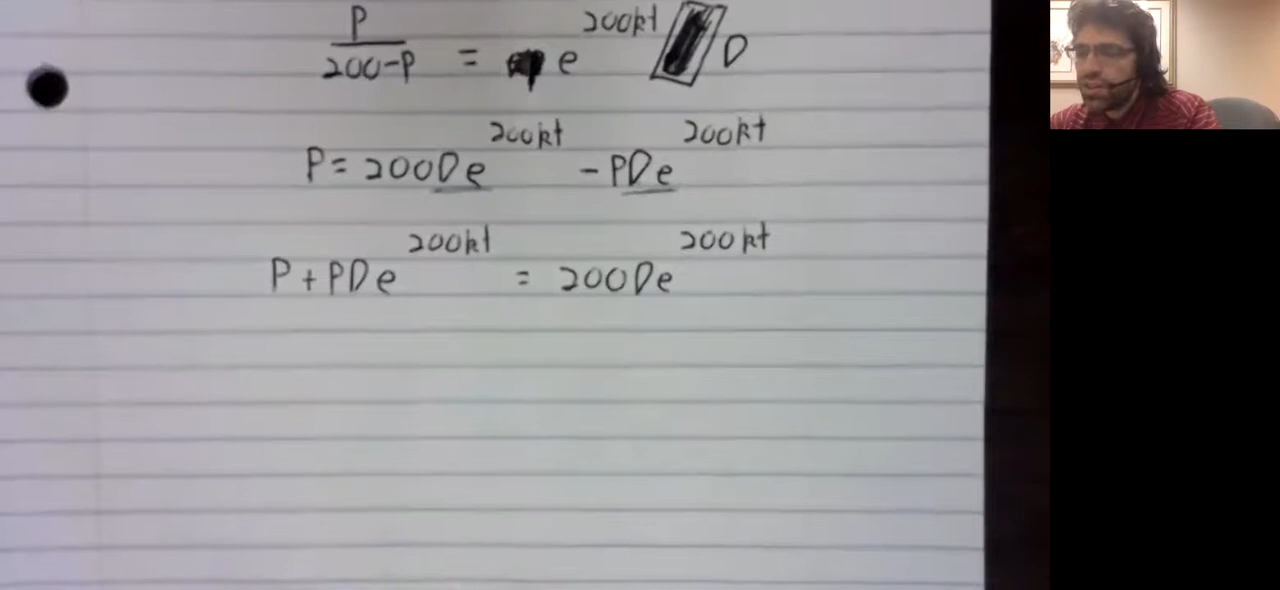 P/(200-P) = e^200kt D
P = 200De^200kt - PDe^200kt
P + PDe^200kt = 200De^200kt